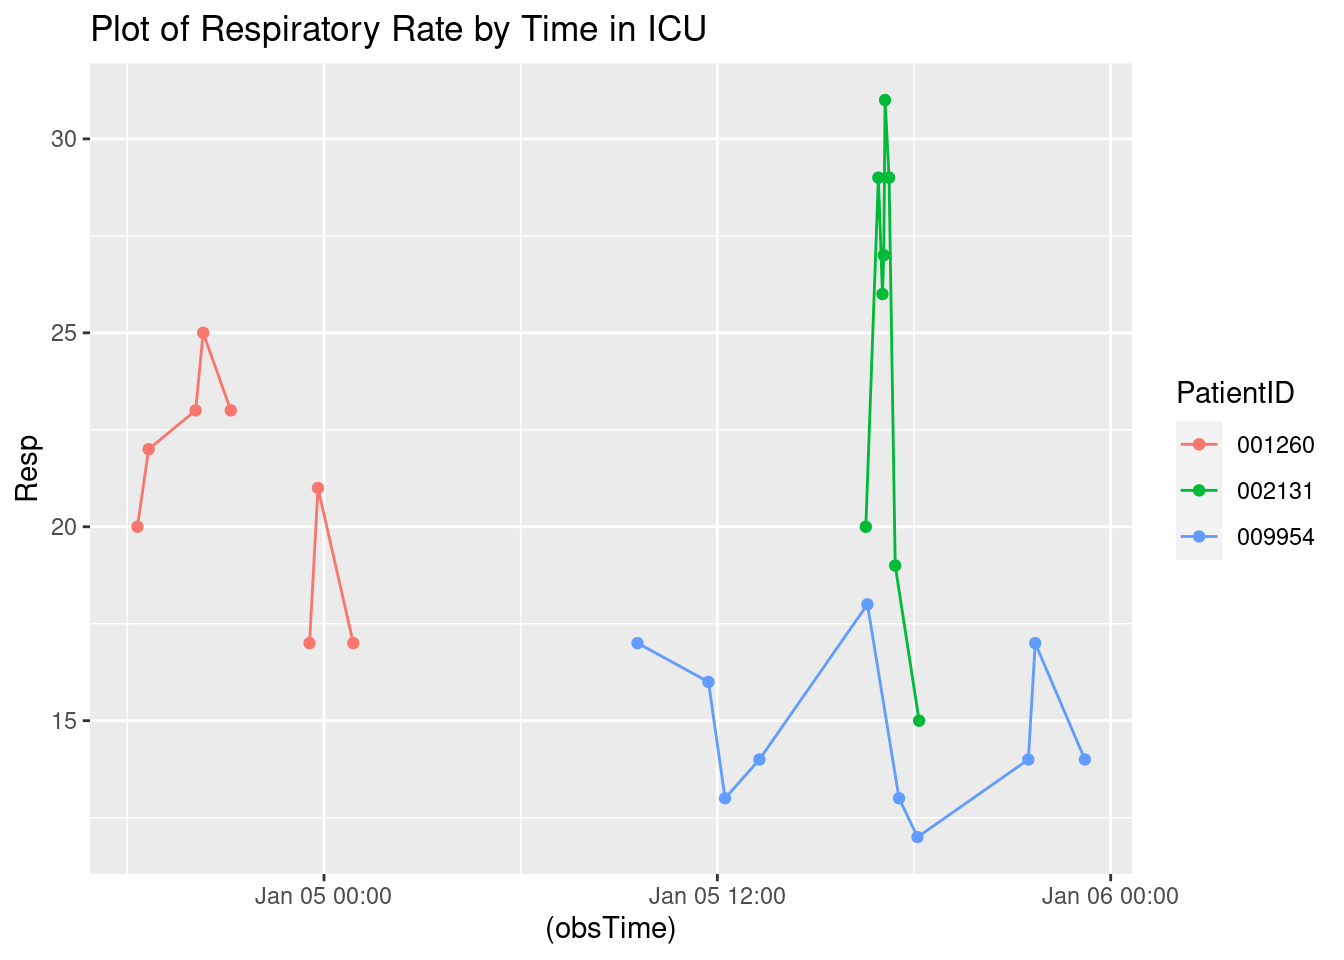 Plot of Respiratory Rate by Time in ICU
30
25
20
15
Resp
Jan 05 00:00
Jan 05 12:00
Jan 06 00:00
(obsTime)
PatientID
001260
002131
009954